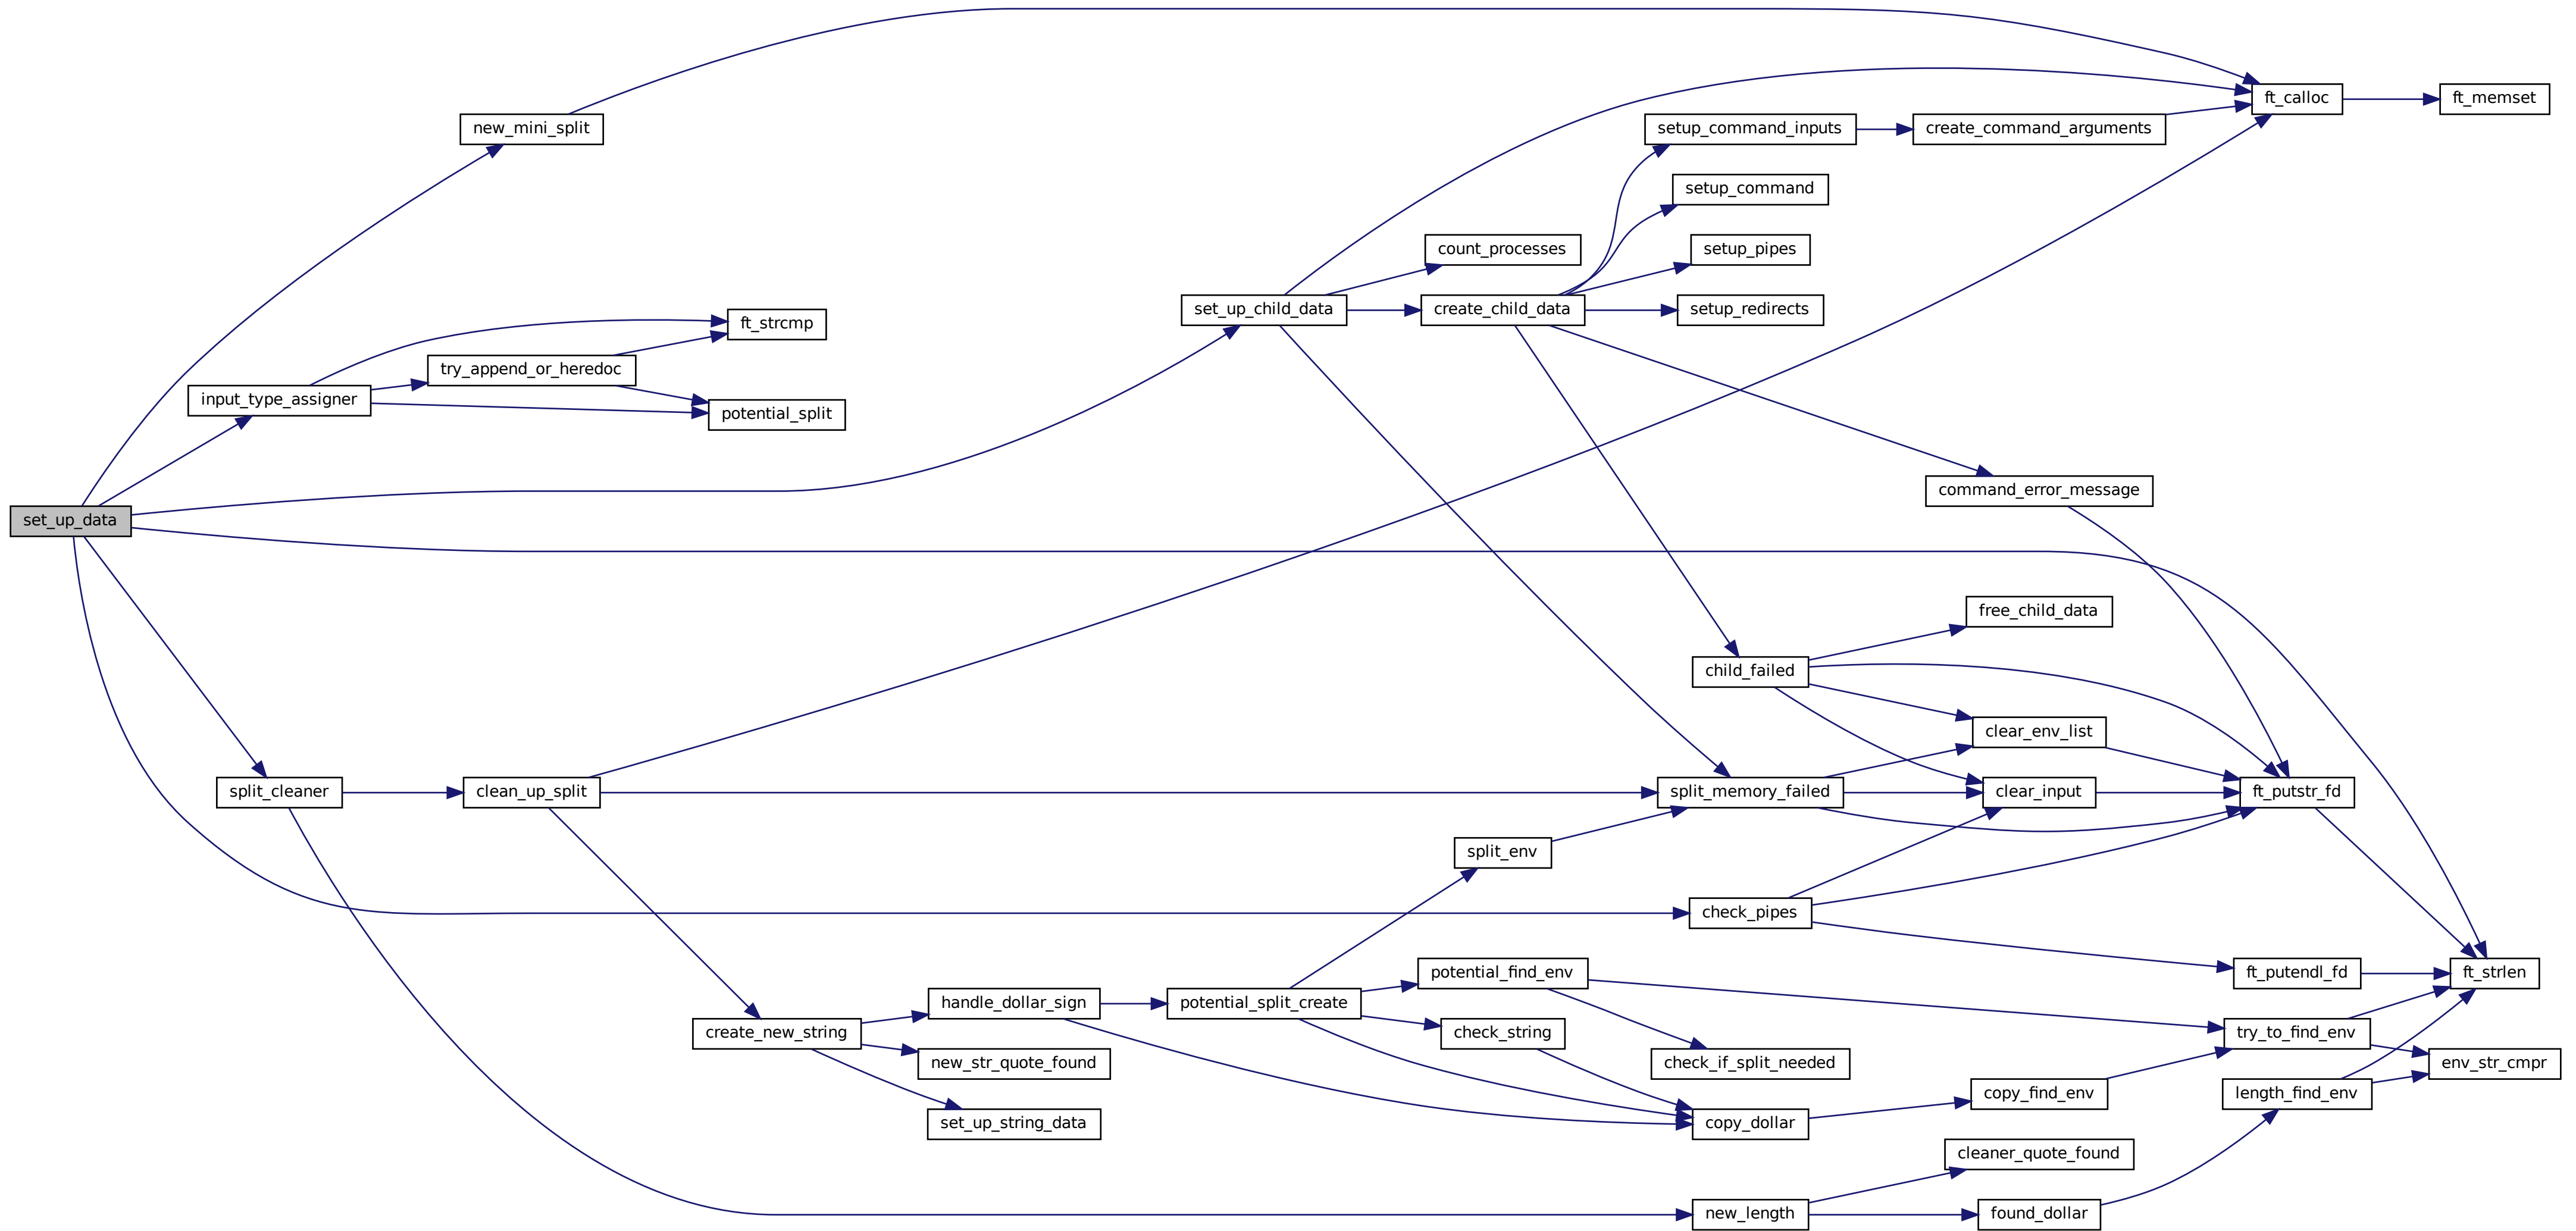 new_mini_split
ft_calloc
ft_memset
setup_command_inputs
create_command_arguments
setup_command
count_processes
setup_pipes
set_up_child_data
create_child_data
setup_redirects
ft_strcmp
try_append_or_heredoc
input_type_assigner
potential_split
command_error_message
set_up_data
free_child_data
child_failed
clear_env_list
split_cleaner
clean_up_split
split_memory_failed
clear_input
ft_putstr_fd
split_env
check_pipes
potential_find_env
ft_putendl_fd
ft_strlen
handle_dollar_sign
potential_split_create
create_new_string
check_string
try_to_find_env
new_str_quote_found
check_if_split_needed
env_str_cmpr
copy_find_env
length_find_env
set_up_string_data
copy_dollar
cleaner_quote_found
new_length
found_dollar